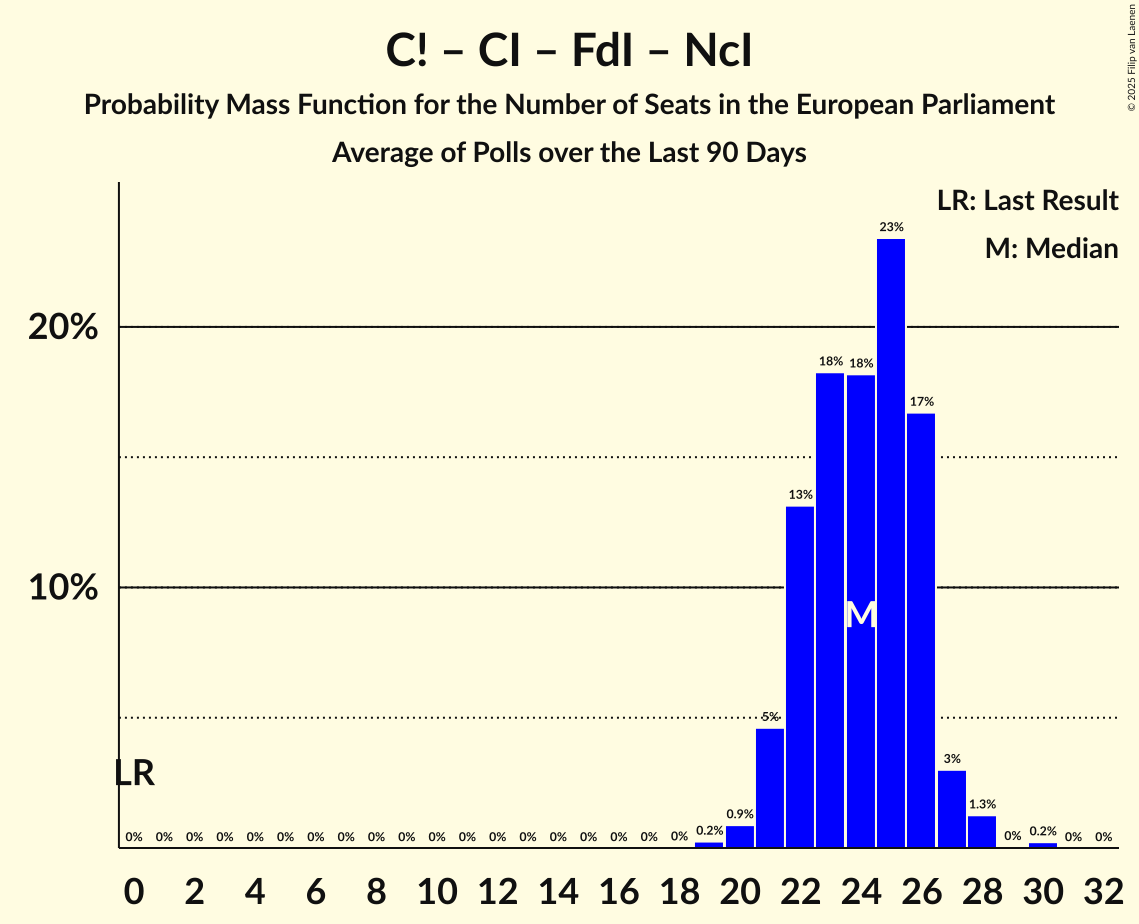 C! – CI – FdI – NcI
Probability Mass Function for the Number of Seats in the European Parliament
Average of Polls over the Last 90 Days
© 2025 Filip van Laenen
LR: Last Result
M: Median
20%
10%
LR
M
0% 0% 0% 0% 0% 0% 0% 0% 0% 0% 0% 0% 0% 0% 0% 0% 0% 0% 0% 0.2% 0.9% 5% 13% 18% 18% 23% 17% 3% 1.3% 0% 0.2% 0% 0%
0 2 4 6 8 10 12 14 16 18 20 22 24 26 28 30 32